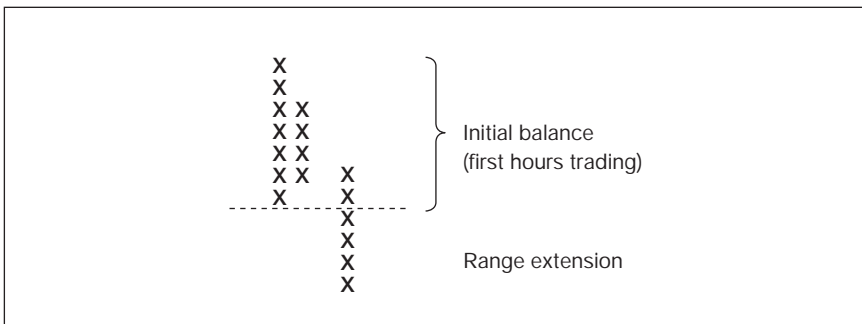 X
X
X X
X X
X X
X X X
X X
X
X
X
X
Initial balance
(first hours trading)
Range extension